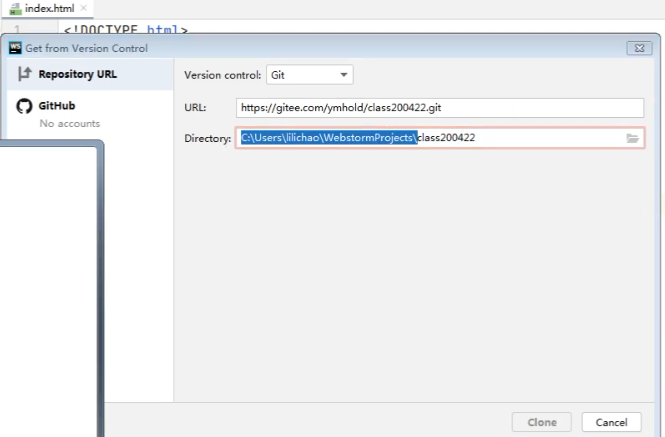 index.html
1 <!DOCTYPE html>
WS Get from Version Control
Repository URL
Version control: Git
GitHub
No accounts
URL: https://gitee.com/ymhold/class200422.git
Directory: C:\Users\lilichao\WebstormProjects\class200422
Clone Cancel